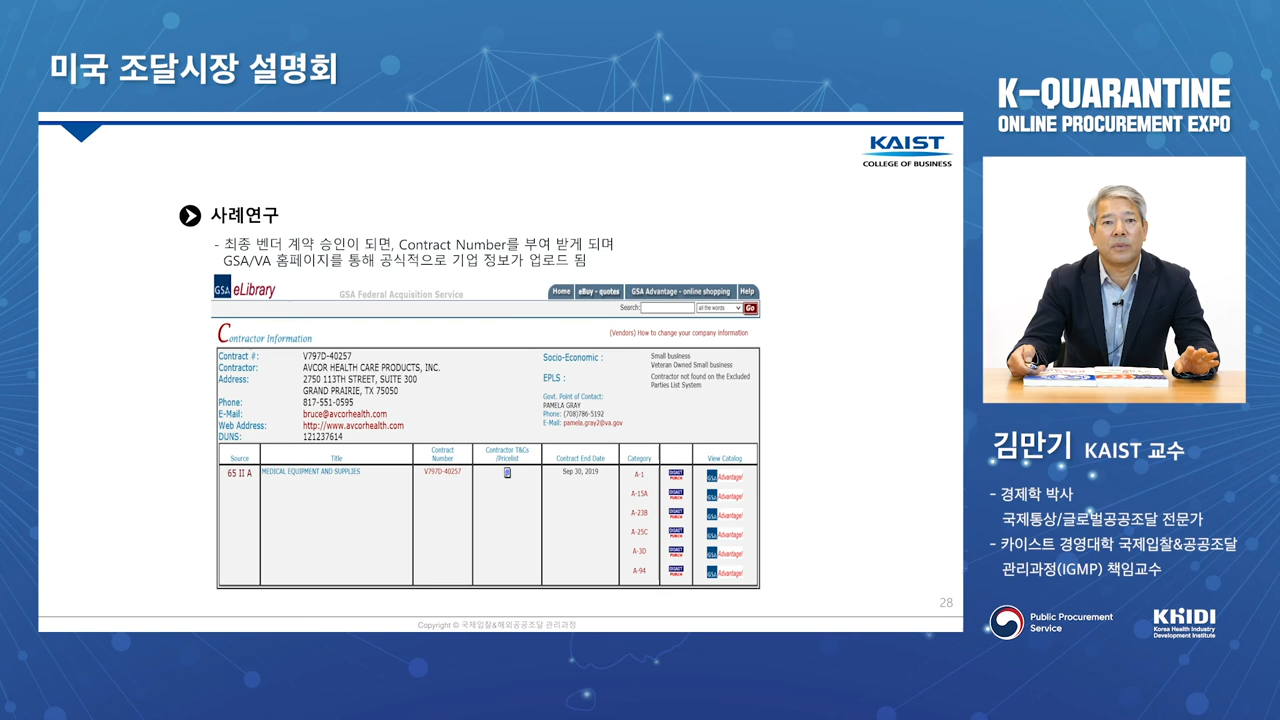 미국 조달시장 설명회
K-QUARANTINE
ONLINE PROCUREMENT EXPO
KAIST
COLLEGE OF BUSINESS
사례연구
- 최종 벤더 계약 승인이 되면, Contract Number를 부여 받게 되며
GSA/VA 홈페이지를 통해 공식적으로 기업 정보가 업로드 됨
GSA eLibrary
GSA Federal Acquisition Service
Home eBuy - quotes GSA Advantage - online shopping Help
Search: all the words Go
Contractor Information
(Vendors) How to change your company information
Contract #: V797D-40257
Contractor: AVCOR HEALTH CARE PRODUCTS, INC.
Address: 2750 113TH STREET, SUITE 300
GRAND PRAIRIE, TX 75050
Phone: 817-551-0595
E-Mail: bruce@avcorhealth.com
Web Address: http://www.avcorhealth.com
DUNS: 121237614
Socio-Economic : Small business
Veteran Owned Small business
EPLS : Contractor not found on the Excluded
Parties List System
Govt. Point of Contact:
PAMELA GRAY
Phone: (708)786-5192
E-Mail: pamela.gray2@va.gov
Source Title Contract Number Contractor T&Cs /Pricelist Contract End Date Category View Catalog
65 II A MEDICAL EQUIPMENT AND SUPPLIES V797D-40257 Sep 30, 2019 A-1 GSA Advantage!
A-15A GSA Advantage!
A-23B GSA Advantage!
A-25C GSA Advantage!
A-3D GSA Advantage!
A-94 GSA Advantage!
28
Copyright © 국제입찰&해외공공조달 관리과정
김만기 KAIST 교수
- 경제학 박사
국제통상/글로벌공공조달 전문가
- 카이스트 경영대학 국제입찰&공공조달
관리과정(IGMP) 책임교수
Public Procurement
Service
KHIDI
Korea Health Industry
Development Institute